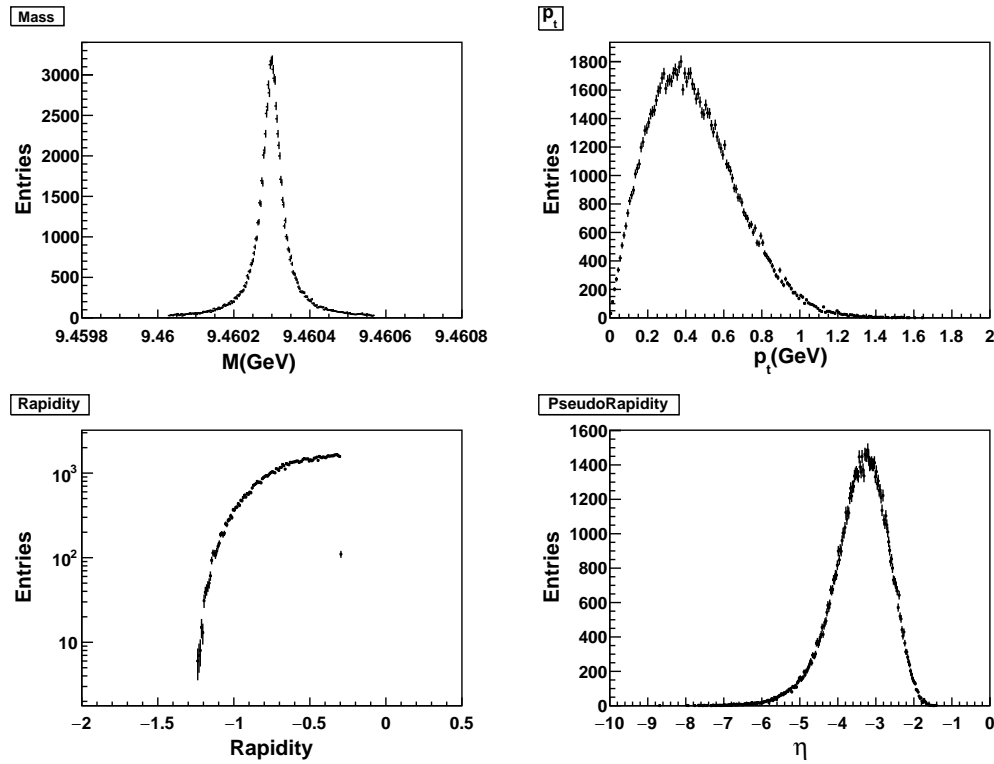 Mass
3000
2500
2000
1500
1000
500
0
Entries
9.4598 9.46 9.4602 9.4604 9.4606 9.4608
M(GeV)
p_t
1800
1600
1400
1200
1000
800
600
400
200
0
Entries
0 0.2 0.4 0.6 0.8 1 1.2 1.4 1.6 1.8 2
p_t(GeV)
Rapidity
10^3
10^2
10
Entries
−2 −1.5 −1 −0.5 0 0.5
Rapidity
PseudoRapidity
1600
1400
1200
1000
800
600
400
200
0
Entries
−10 −9 −8 −7 −6 −5 −4 −3 −2 −1 0
η